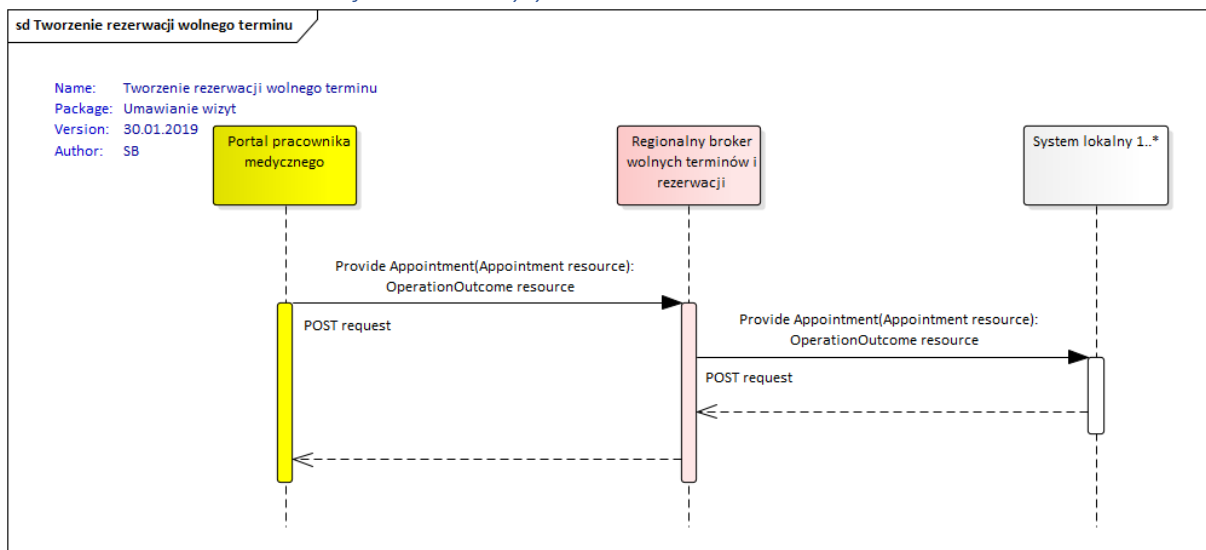 sd Tworzenie rezerwacji wolnego terminu
Name: Tworzenie rezerwacji wolnego terminu
Package: Umawianie wizyt
Version: 30.01.2019
Author: SB
Portal pracownika
medycznego
Regionalny broker
wolnych terminów i
rezerwacji
System lokalny 1..*
Provide Appointment(Appointment resource):
OperationOutcome resource
POST request
Provide Appointment(Appointment resource):
OperationOutcome resource
POST request